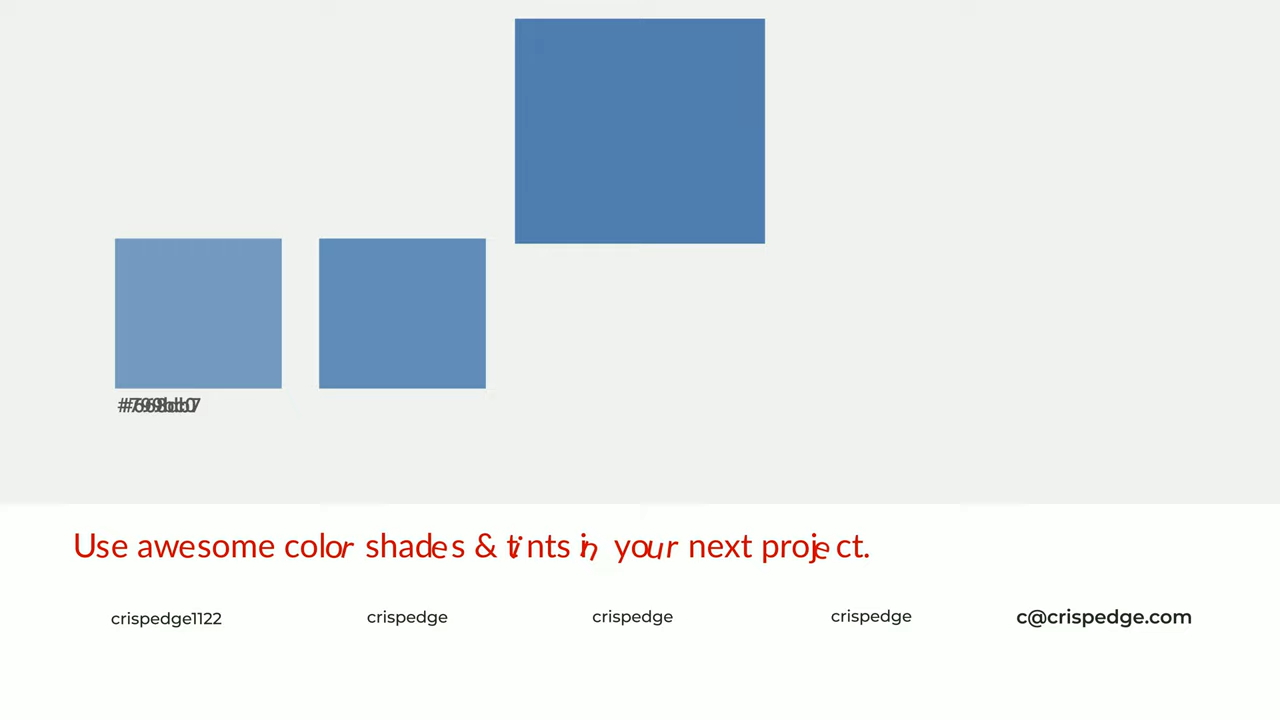 Use awesome color shades & tints in your next project.
crispedge1122 crispedge crispedge crispedge c@crispedge.com